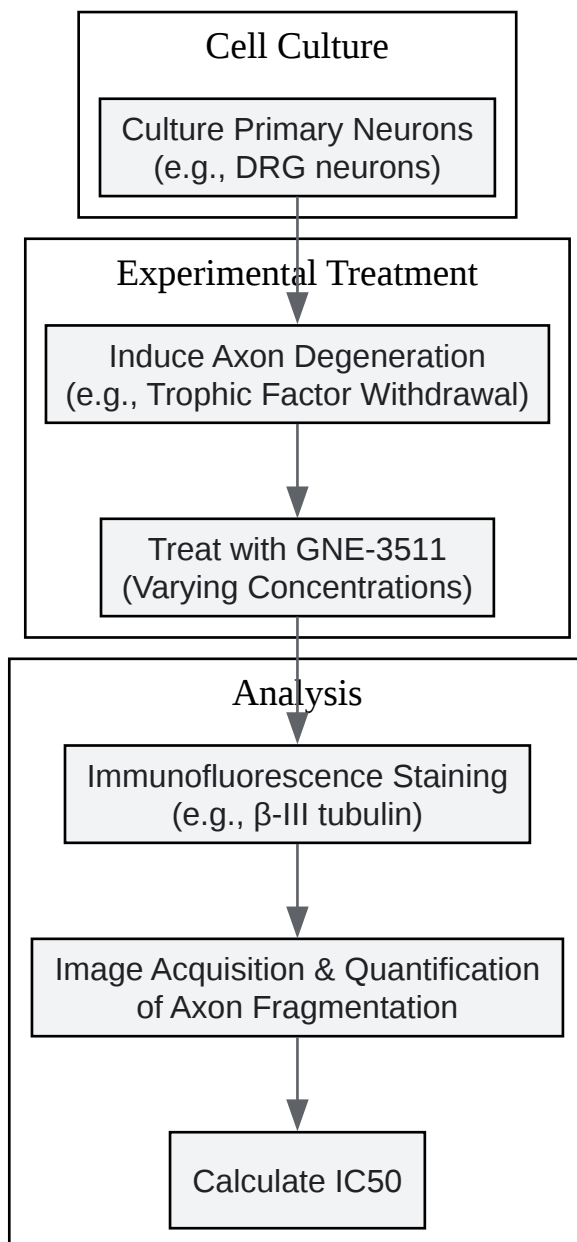 Cell Culture
Culture Primary Neurons
(e.g., DRG neurons)
Experimental Treatment
Induce Axon Degeneration
(e.g., Trophic Factor Withdrawal)
Treat with GNE-3511
(Varying Concentrations)
Analysis
Immunofluorescence Staining
(e.g., β-III tubulin)
Image Acquisition & Quantification
of Axon Fragmentation
Calculate IC50